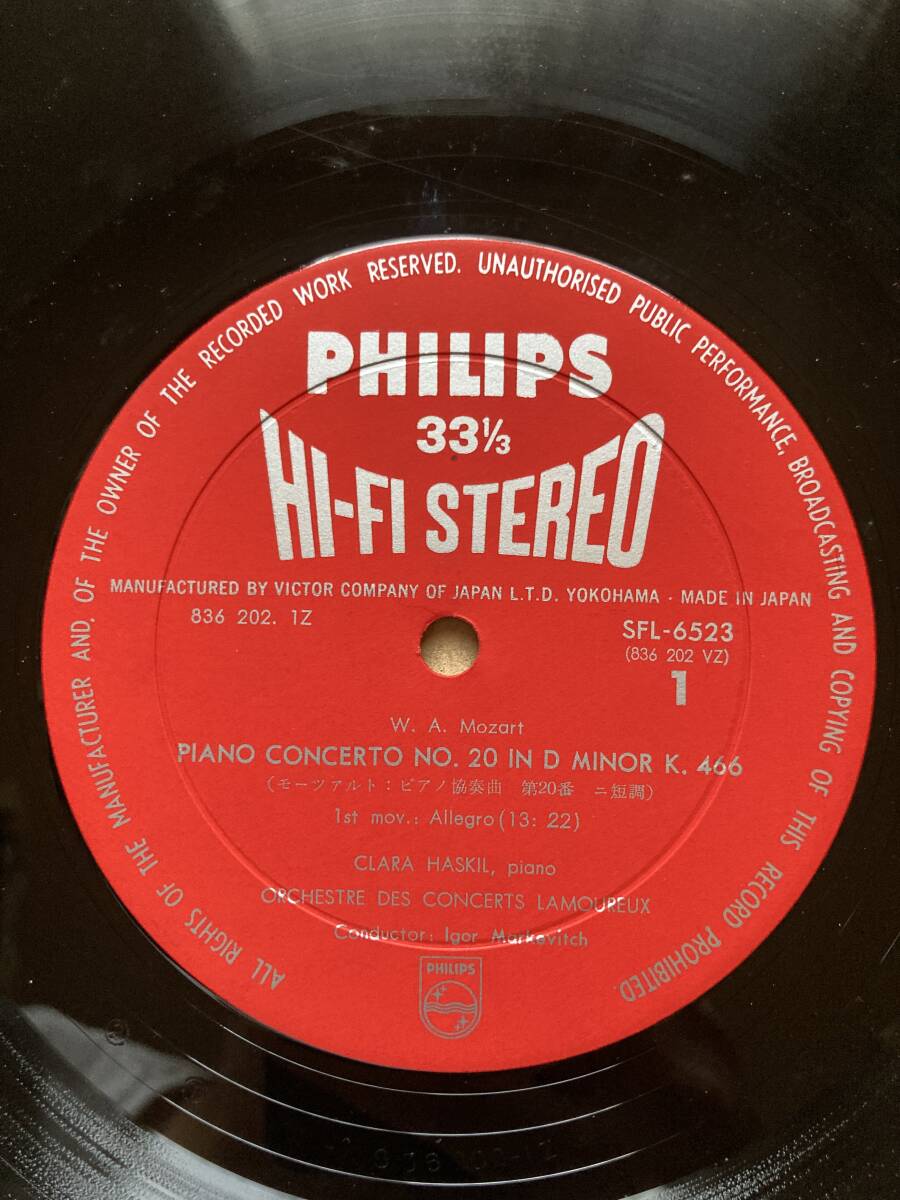 ALL RIGHTS OF THE MANUFACTURER AND, OF THE OWNER OF THE RECORDED WORK RESERVED. UNAUTHORISED PUBLIC PERFORMANCE, BROADCASTING AND COPYING OF THIS RECORD PROHIBITED.
PHILIPS
33⅓
HI-FI STEREO
MANUFACTURED BY VICTOR COMPANY OF JAPAN L.T.D. YOKOHAMA · MADE IN JAPAN
836 202. 1Z
SFL-6523
(836 202 VZ)
1
W. A. Mozart
PIANO CONCERTO NO. 20 IN D MINOR K. 466
(モーツァルト：ピアノ協奏曲 第20番 ニ短調)
1st mov.: Allegro (13: 22)
CLARA HASKIL, piano
ORCHESTRE DES CONCERTS LAMOUREUX
Conductor: Igor Markevitch
PHILIPS